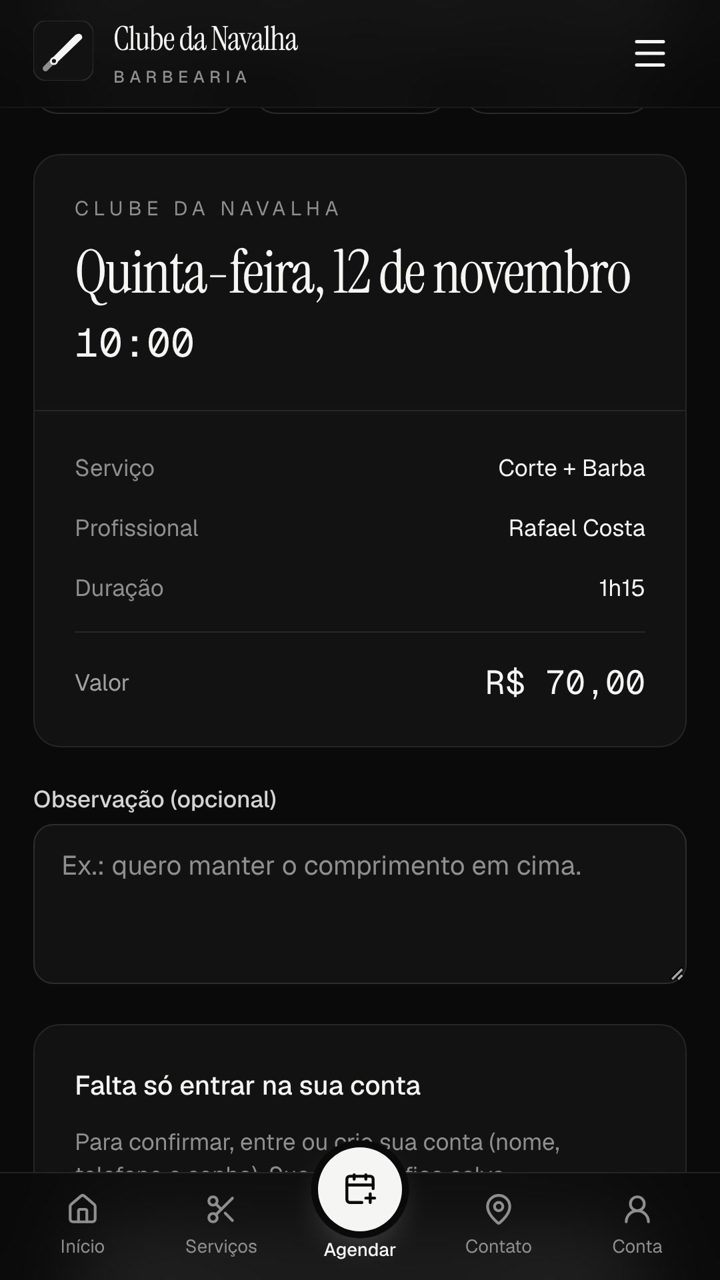 Clube da Navalha
BARBEARIA
CLUBE DA NAVALHA
Quinta-feira, 12 de novembro
10:00
Serviço Corte + Barba
Profissional Rafael Costa
Duração 1h15
Valor R$ 70,00
Observação (opcional)
Ex.: quero manter o comprimento em cima.
Falta só entrar na sua conta
Para confirmar, entre ou crie sua conta (nome,
Início Serviços Agendar Contato Conta